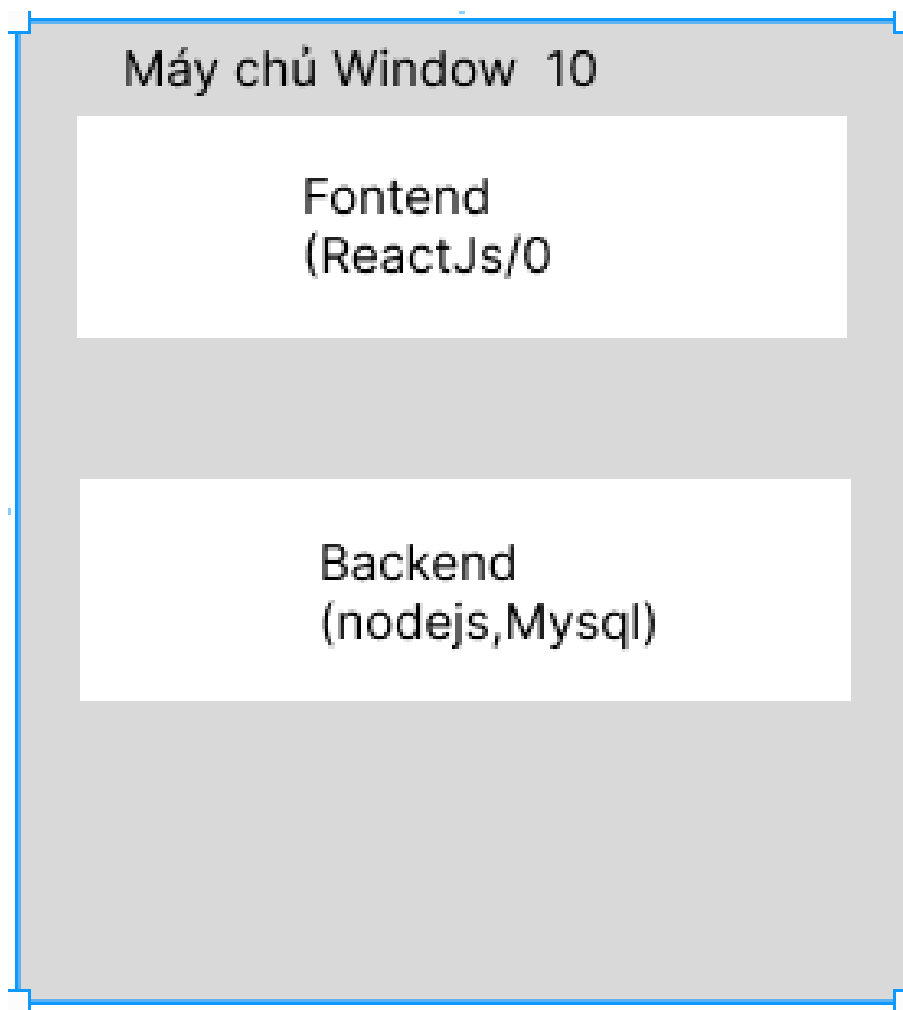 Máy chủ Window 10
Fontend
(ReactJs/0
Backend
(nodejs,Mysql)